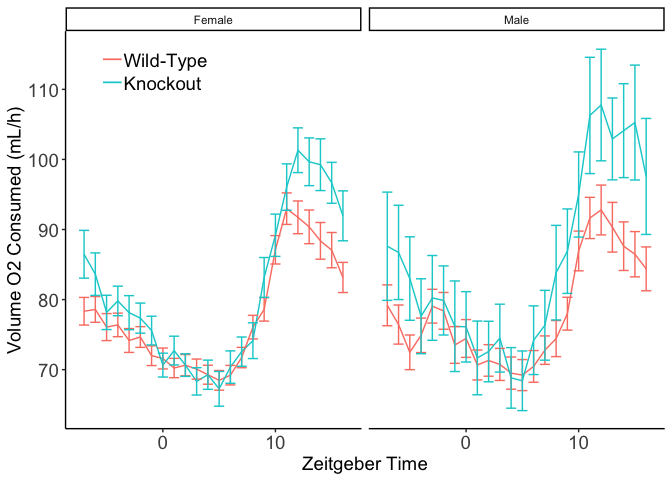 Female
Male
Wild-Type
Knockout
Volume O2 Consumed (mL/h)
110
100
90
80
70
0
10
0
10
Zeitgeber Time